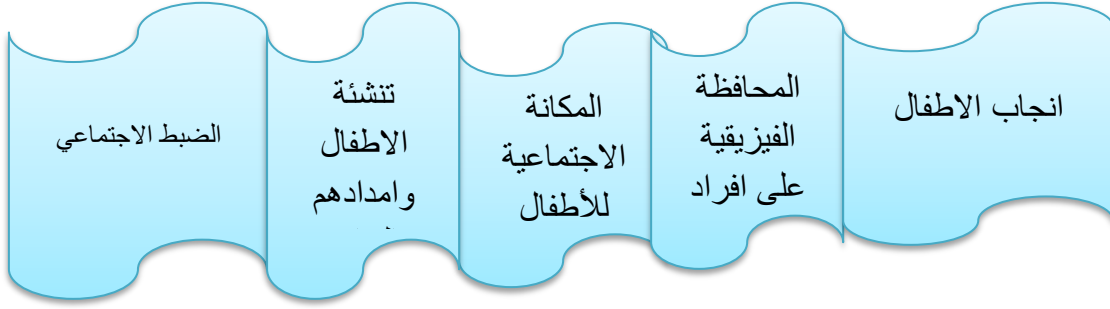 انجاب الاطفال
المحافظة
الفيزيقية
على افراد
المكانة
الاجتماعية
للأطفال
تنشئة
الاطفال
وامدادهم
الضبط الاجتماعي